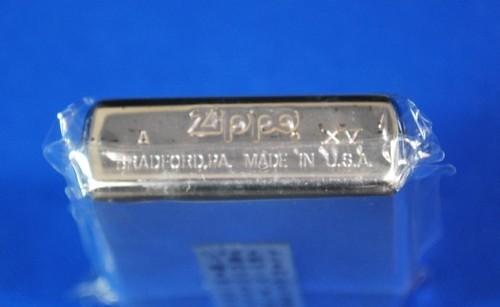 A Zippo XV
BRADFORD, PA. MADE IN U.S.A.